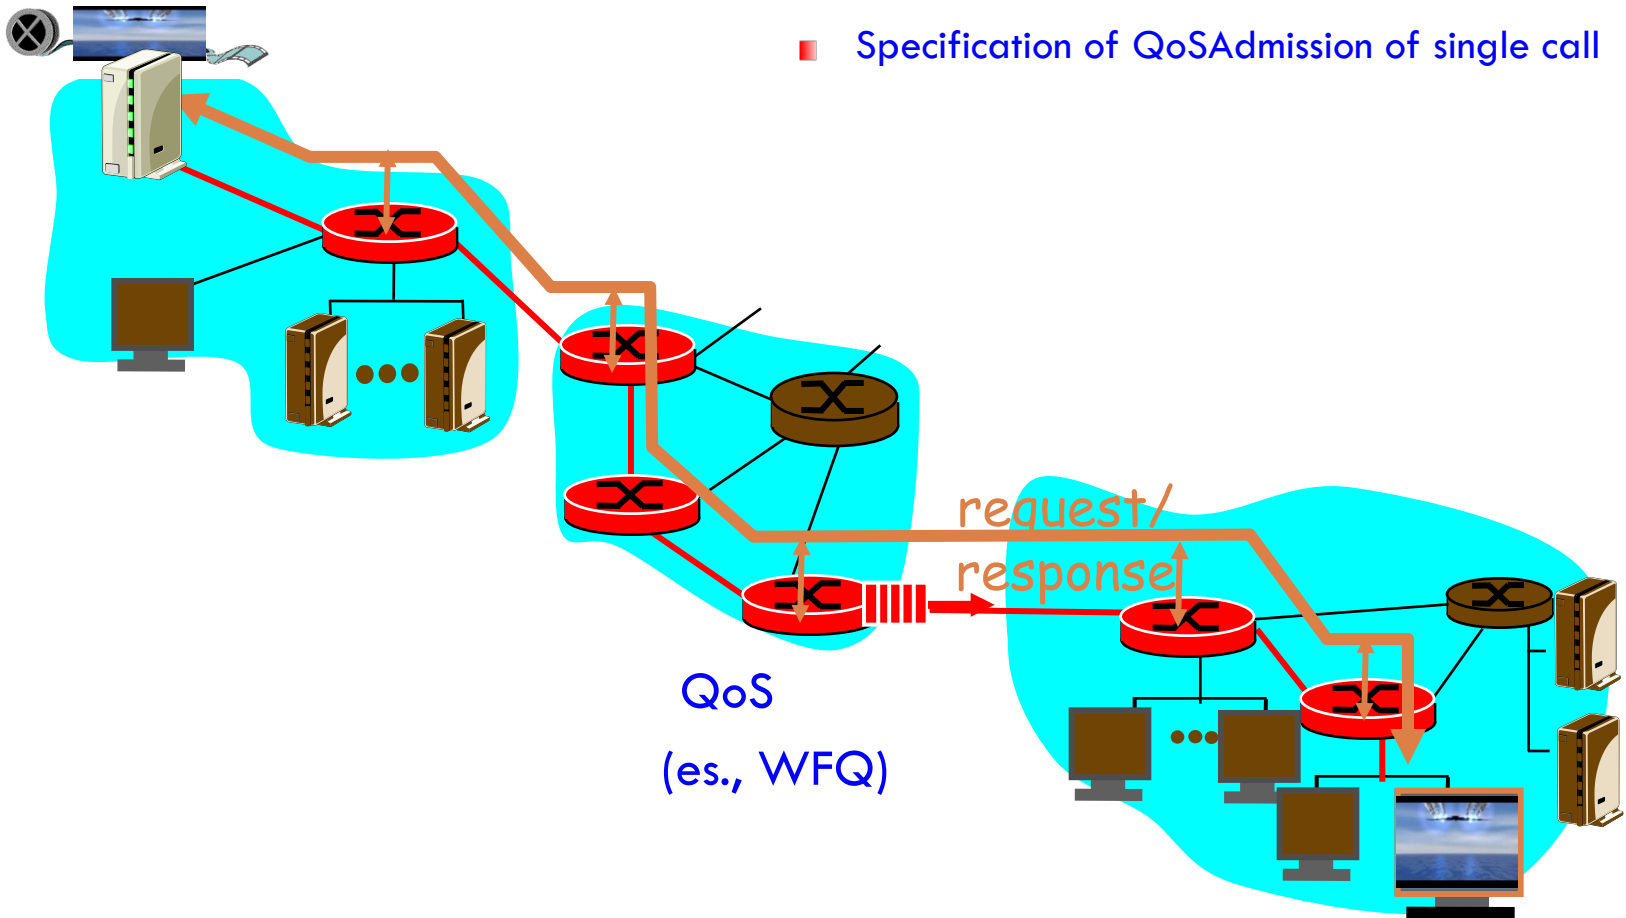 Specification of QoSAdmission of single call
request/
response
QoS
(es., WFQ)